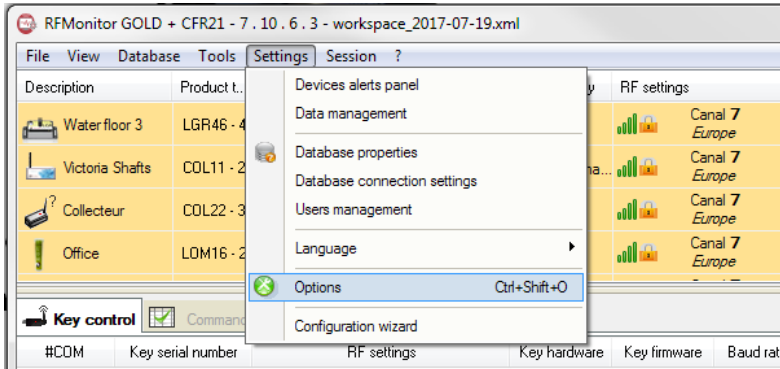 RFMonitor GOLD + CFR21 - 7 . 10 . 6 . 3 - workspace_2017-07-19.xml
File View Database Tools Settings Session ?
Description Product t.. y RF settings
Devices alerts panel
Data management
Database properties
Database connection settings
Users management
Language
Options Ctrl+Shift+O
Configuration wizard
Water floor 3 LGR46 - 4 Canal 7
Europe
Victoria Shafts COL11 - 2 na... Canal 7
Europe
? Collecteur COL22 - 3 Canal 7
Europe
Office LOM16 - 2 Canal 7
Europe
Key control Command
#COM Key serial number RF settings Key hardware Key firmware Baud rat